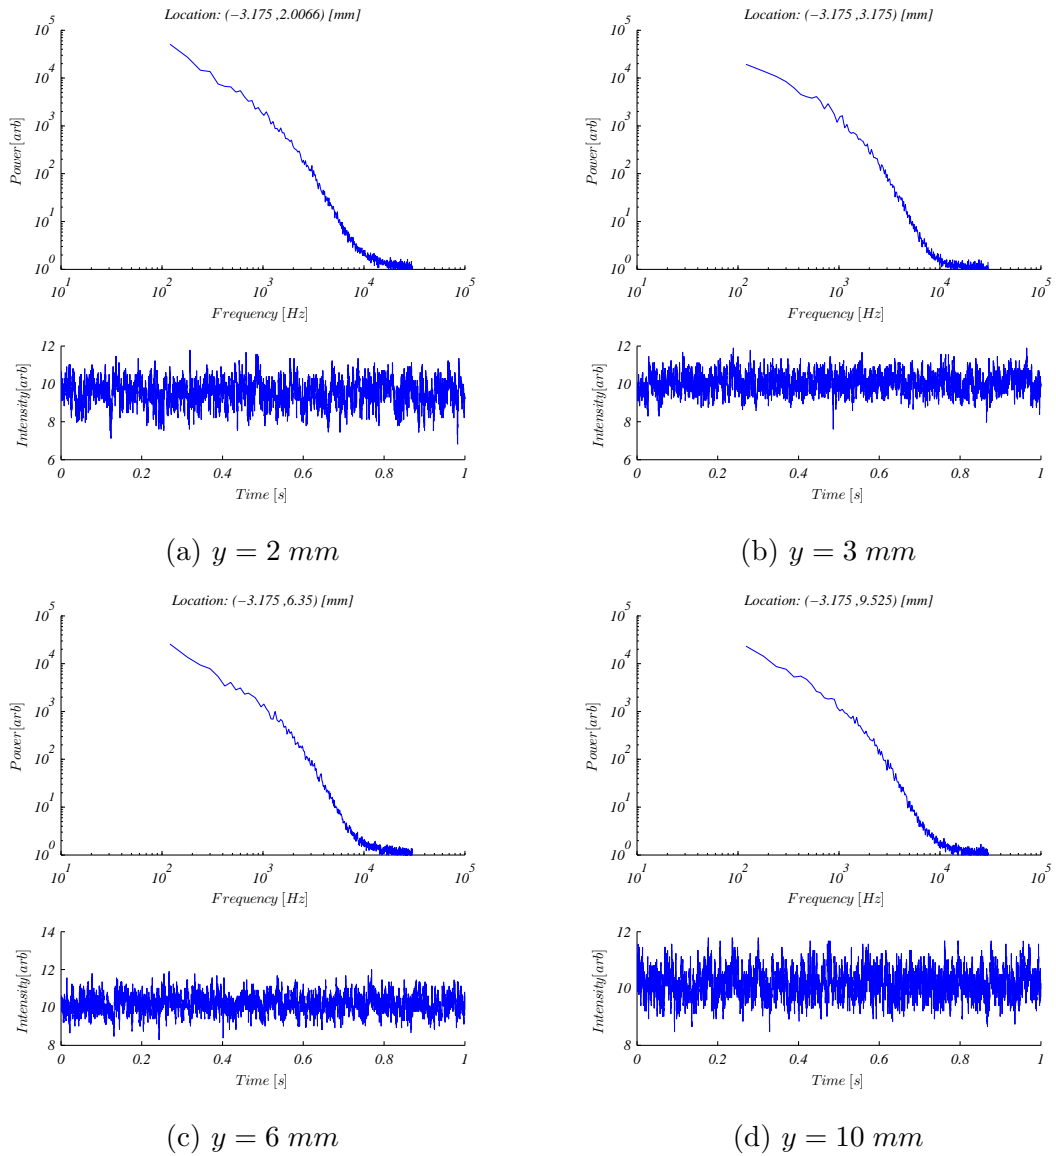 Location: (−3.175 ,2.0066) [mm]
10^5
10^4
10^3
10^2
10^1
10^0
Power[arb]
10^1 10^2 10^3 10^4 10^5
Frequency [Hz]
12
10
8
6
Intensity[arb]
0 0.2 0.4 0.6 0.8 1
Time [s]
(a) y = 2 mm
Location: (−3.175 ,3.175) [mm]
10^5
10^4
10^3
10^2
10^1
10^0
Power[arb]
10^1 10^2 10^3 10^4 10^5
Frequency [Hz]
12
10
8
6
Intensity[arb]
0 0.2 0.4 0.6 0.8 1
Time [s]
(b) y = 3 mm
Location: (−3.175 ,6.35) [mm]
10^5
10^4
10^3
10^2
10^1
10^0
Power[arb]
10^1 10^2 10^3 10^4 10^5
Frequency [Hz]
14
12
10
8
Intensity[arb]
0 0.2 0.4 0.6 0.8 1
Time [s]
(c) y = 6 mm
Location: (−3.175 ,9.525) [mm]
10^5
10^4
10^3
10^2
10^1
10^0
Power[arb]
10^1 10^2 10^3 10^4 10^5
Frequency [Hz]
12
10
8
Intensity[arb]
0 0.2 0.4 0.6 0.8 1
Time [s]
(d) y = 10 mm